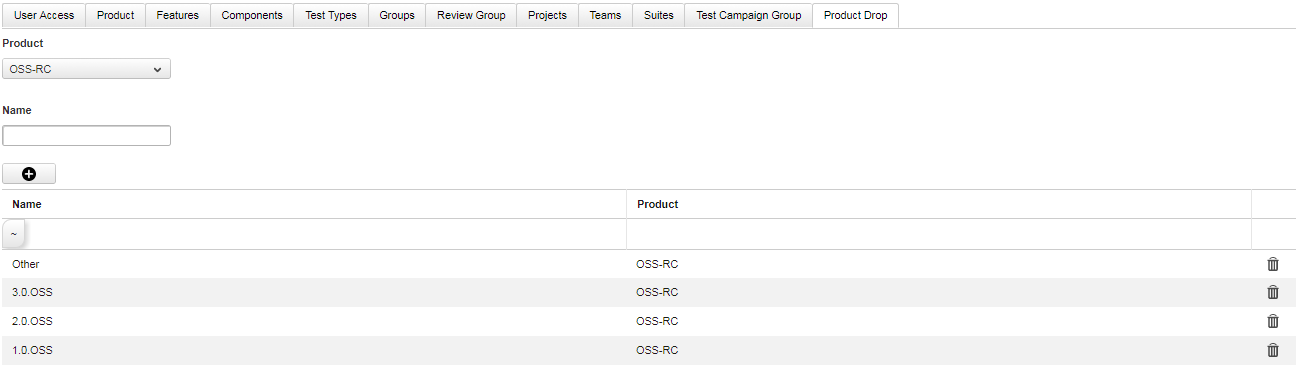 User Access Product Features Components Test Types Groups Review Group Projects Teams Suites Test Campaign Group Product Drop
Product
OSS-RC
Name
Name Product
~
Other OSS-RC
3.0.OSS OSS-RC
2.0.OSS OSS-RC
1.0.OSS OSS-RC